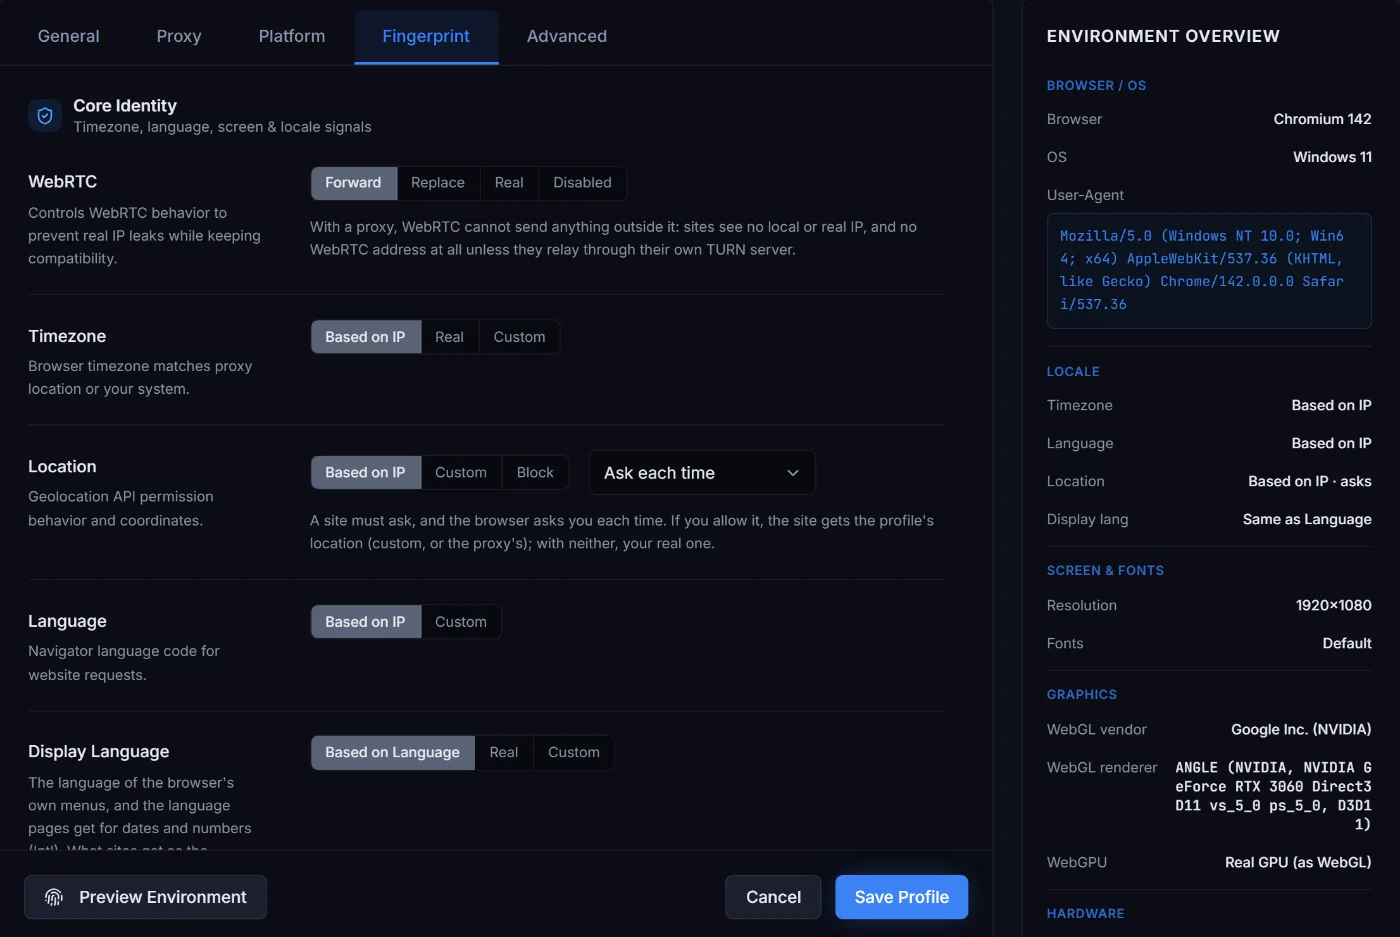 General
Proxy
Platform
Fingerprint
Advanced
Core Identity
Timezone, language, screen & locale signals
WebRTC
Controls WebRTC behavior to
prevent real IP leaks while keeping
compatibility.
Forward
Replace
Real
Disabled
With a proxy, WebRTC cannot send anything outside it: sites see no local or real IP, and no
WebRTC address at all unless they relay through their own TURN server.
Timezone
Browser timezone matches proxy
location or your system.
Based on IP
Real
Custom
Location
Geolocation API permission
behavior and coordinates.
Based on IP
Custom
Block
Ask each time
A site must ask, and the browser asks you each time. If you allow it, the site gets the profile's
location (custom, or the proxy's); with neither, your real one.
Language
Navigator language code for
website requests.
Based on IP
Custom
Display Language
The language of the browser's
own menus, and the language
pages get for dates and numbers
(Intl). What sites get as the
Based on Language
Real
Custom
Preview Environment
Cancel
Save Profile
ENVIRONMENT OVERVIEW
BROWSER / OS
Browser
Chromium 142
OS
Windows 11
User-Agent
Mozilla/5.0 (Windows NT 10.0; Win6
4; x64) AppleWebKit/537.36 (KHTML,
like Gecko) Chrome/142.0.0.0 Safar
i/537.36
LOCALE
Timezone
Based on IP
Language
Based on IP
Location
Based on IP · asks
Display lang
Same as Language
SCREEN & FONTS
Resolution
1920×1080
Fonts
Default
GRAPHICS
WebGL vendor
Google Inc. (NVIDIA)
WebGL renderer
ANGLE (NVIDIA, NVIDIA G
eForce RTX 3060 Direct3
D11 vs_5_0 ps_5_0, D3D1
1)
WebGPU
Real GPU (as WebGL)
HARDWARE